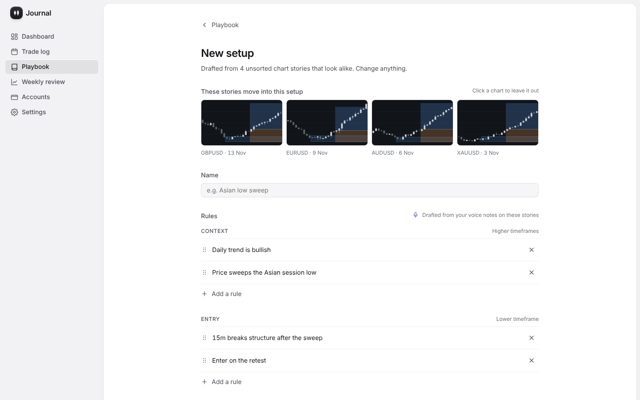 Journal
Dashboard
Trade log
Playbook
Weekly review
Accounts
Settings
Playbook
New setup
Drafted from 4 unsorted chart stories that look alike. Change anything.
These stories move into this setup
Click a chart to leave it out
GBPUSD · 13 Nov
EURUSD · 9 Nov
AUDUSD · 6 Nov
XAUUSD · 3 Nov
Name
e.g. Asian low sweep
Rules
Drafted from your voice notes on these stories
CONTEXT
Higher timeframes
Daily trend is bullish
Price sweeps the Asian session low
Add a rule
ENTRY
Lower timeframe
15m breaks structure after the sweep
Enter on the retest
Add a rule